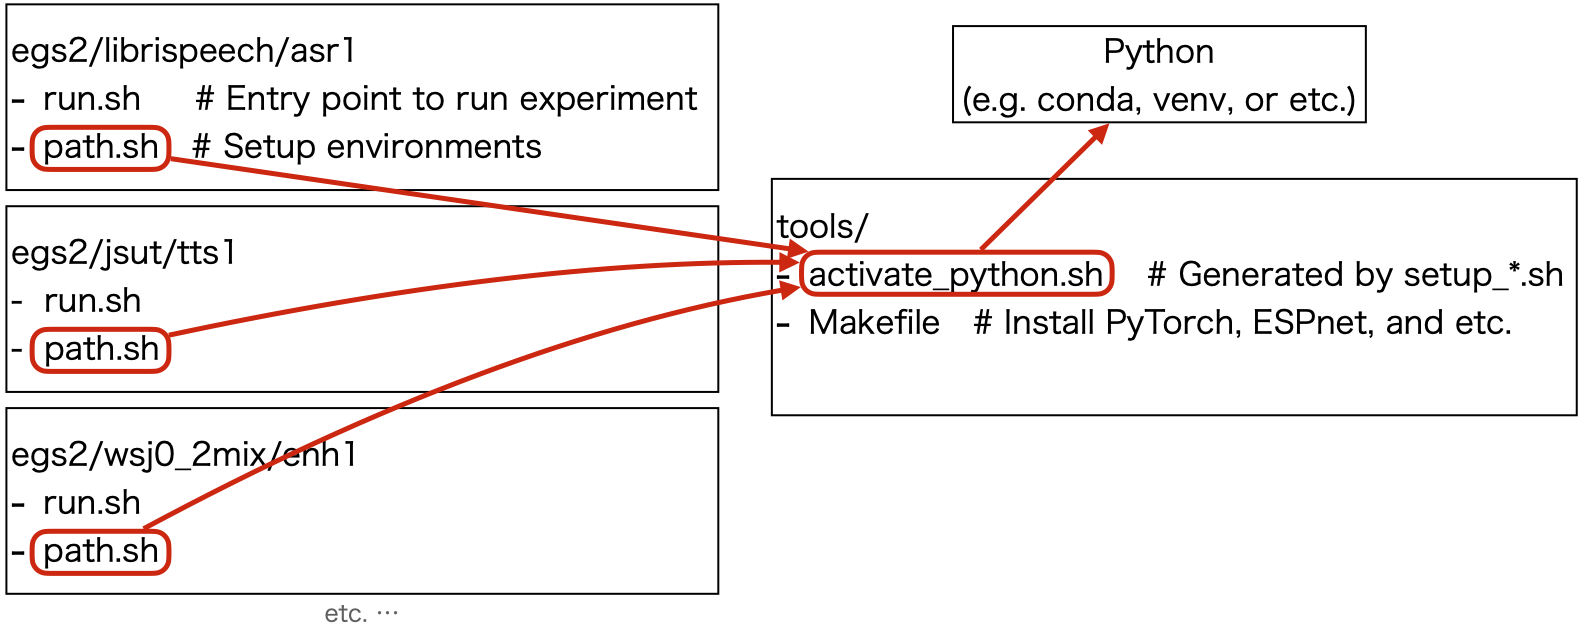 egs2/librispeech/asr1
- run.sh # Entry point to run experiment
- path.sh # Setup environments
egs2/jsut/tts1
- run.sh
- path.sh
egs2/wsj0_2mix/enh1
- run.sh
- path.sh
etc. …
Python
(e.g. conda, venv, or etc.)
tools/
- activate_python.sh # Generated by setup_*.sh
- Makefile # Install PyTorch, ESPnet, and etc.